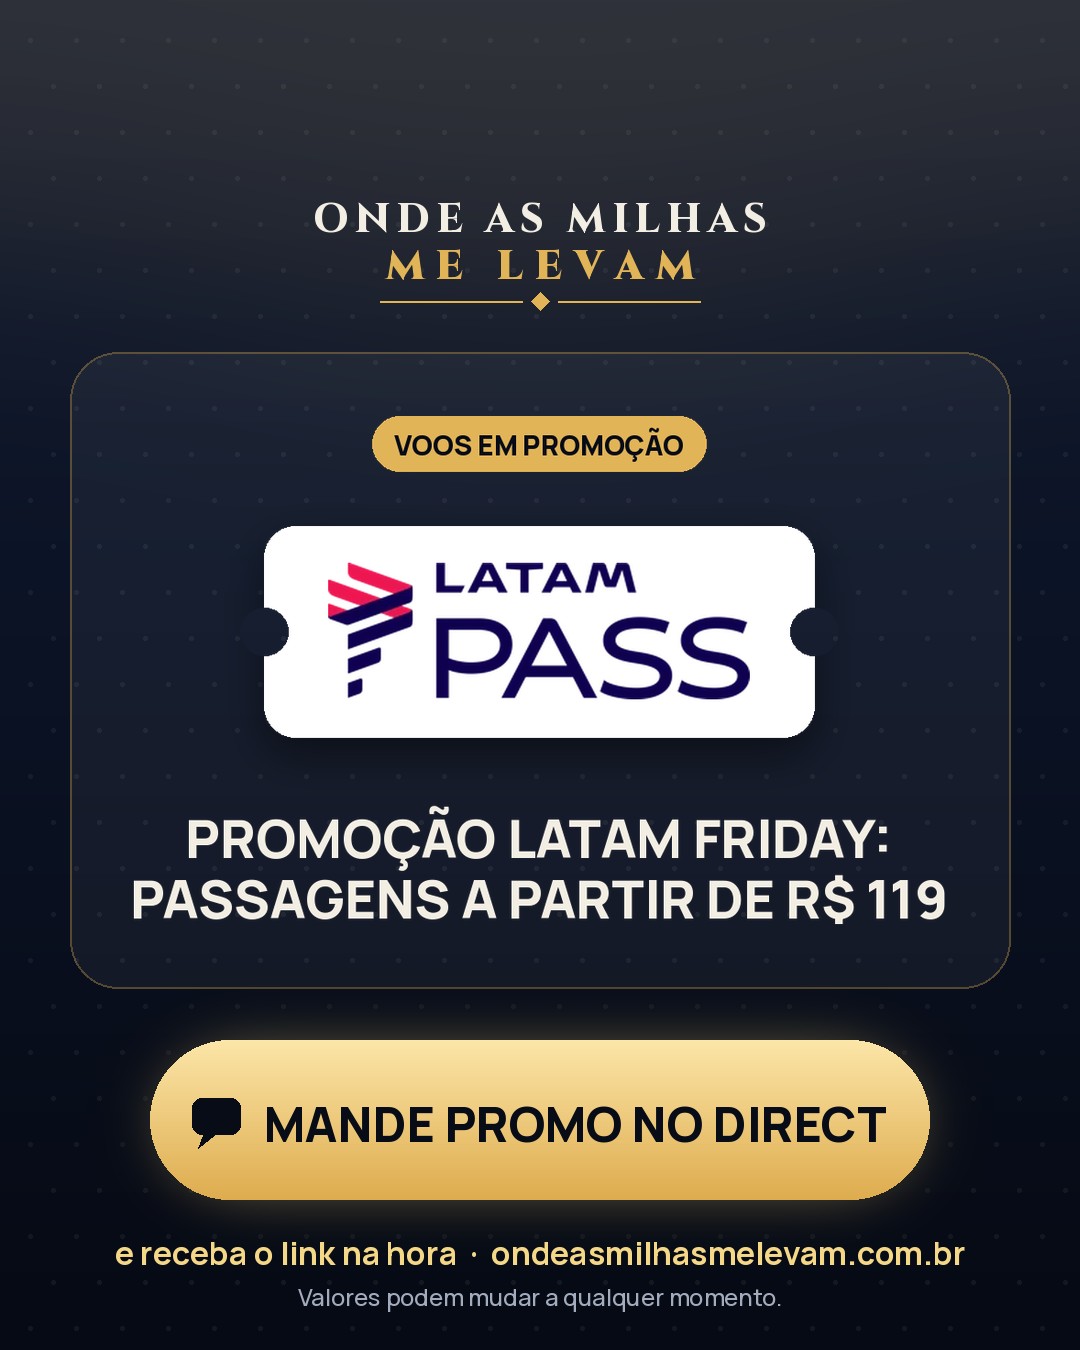 ONDE AS MILHAS
ME LEVAM
VOOS EM PROMOÇÃO
LATAM
PASS
PROMOÇÃO LATAM FRIDAY:
PASSAGENS A PARTIR DE R$ 119
MANDE PROMO NO DIRECT
e receba o link na hora · ondeasmilhasmelevam.com.br
Valores podem mudar a qualquer momento.